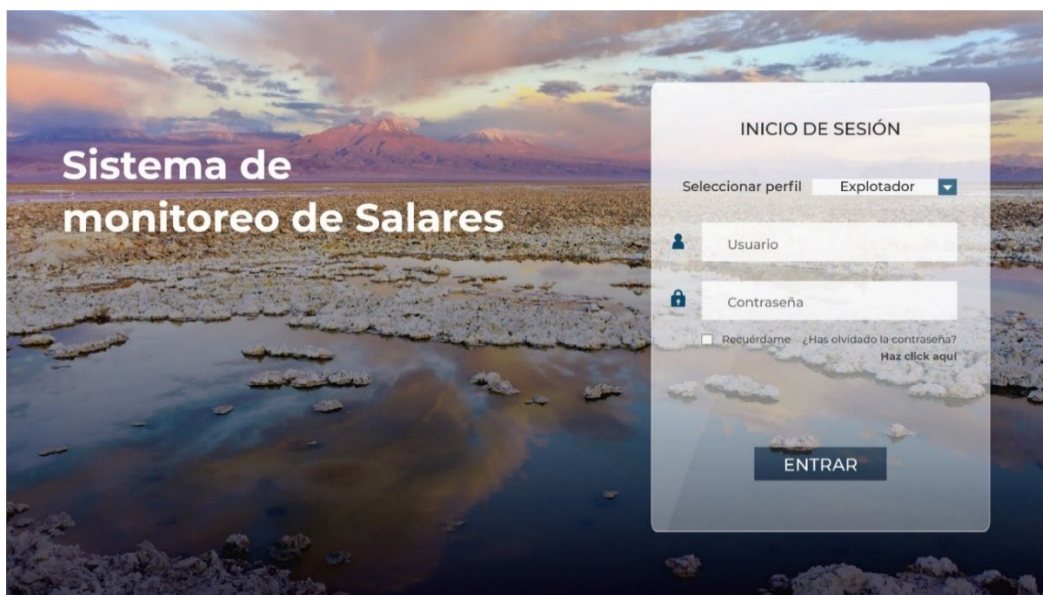 Sistema de
monitoreo de Salares
INICIO DE SESIÓN
Seleccionar perfil Explotador
Usuario
Contraseña
Recuérdame ¿Has olvidado la contraseña?
Haz click aquí
ENTRAR